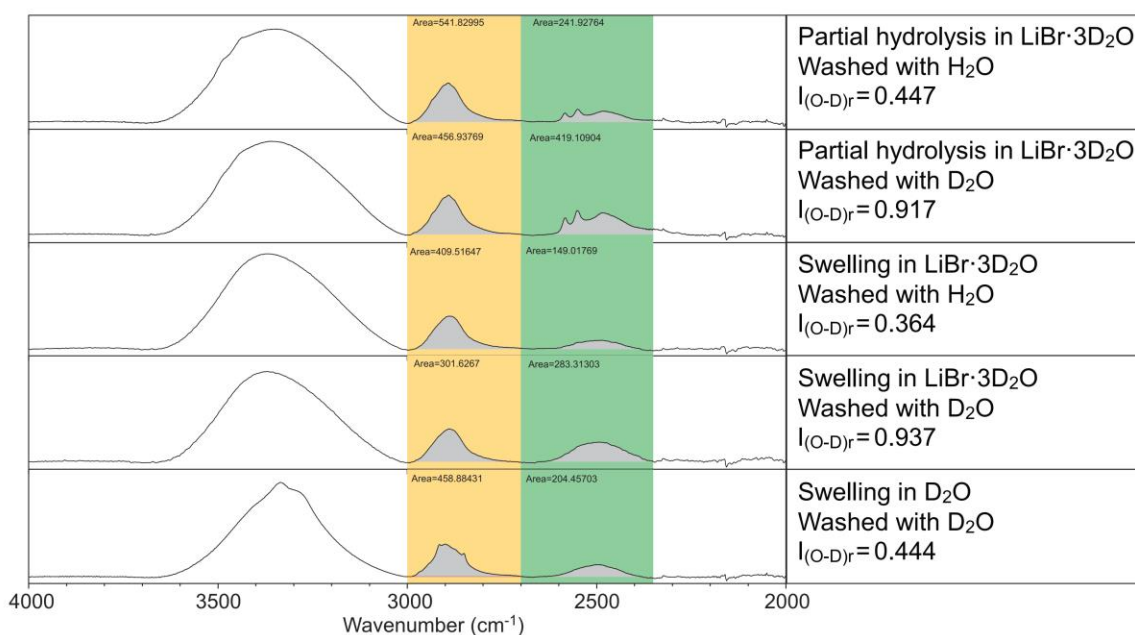 Area=541.82995
Area=241.92764
Partial hydrolysis in LiBr·3D₂O
Washed with H₂O
I₍O-D₎r=0.447
Area=456.93769
Area=419.10904
Partial hydrolysis in LiBr·3D₂O
Washed with D₂O
I₍O-D₎r=0.917
Area=409.51647
Area=149.01769
Swelling in LiBr·3D₂O
Washed with H₂O
I₍O-D₎r=0.364
Area=301.6267
Area=283.31303
Swelling in LiBr·3D₂O
Washed with D₂O
I₍O-D₎r=0.937
Area=458.88431
Area=204.45703
Swelling in D₂O
Washed with D₂O
I₍O-D₎r=0.444
4000 3500 3000 2500 2000
Wavenumber (cm⁻¹)